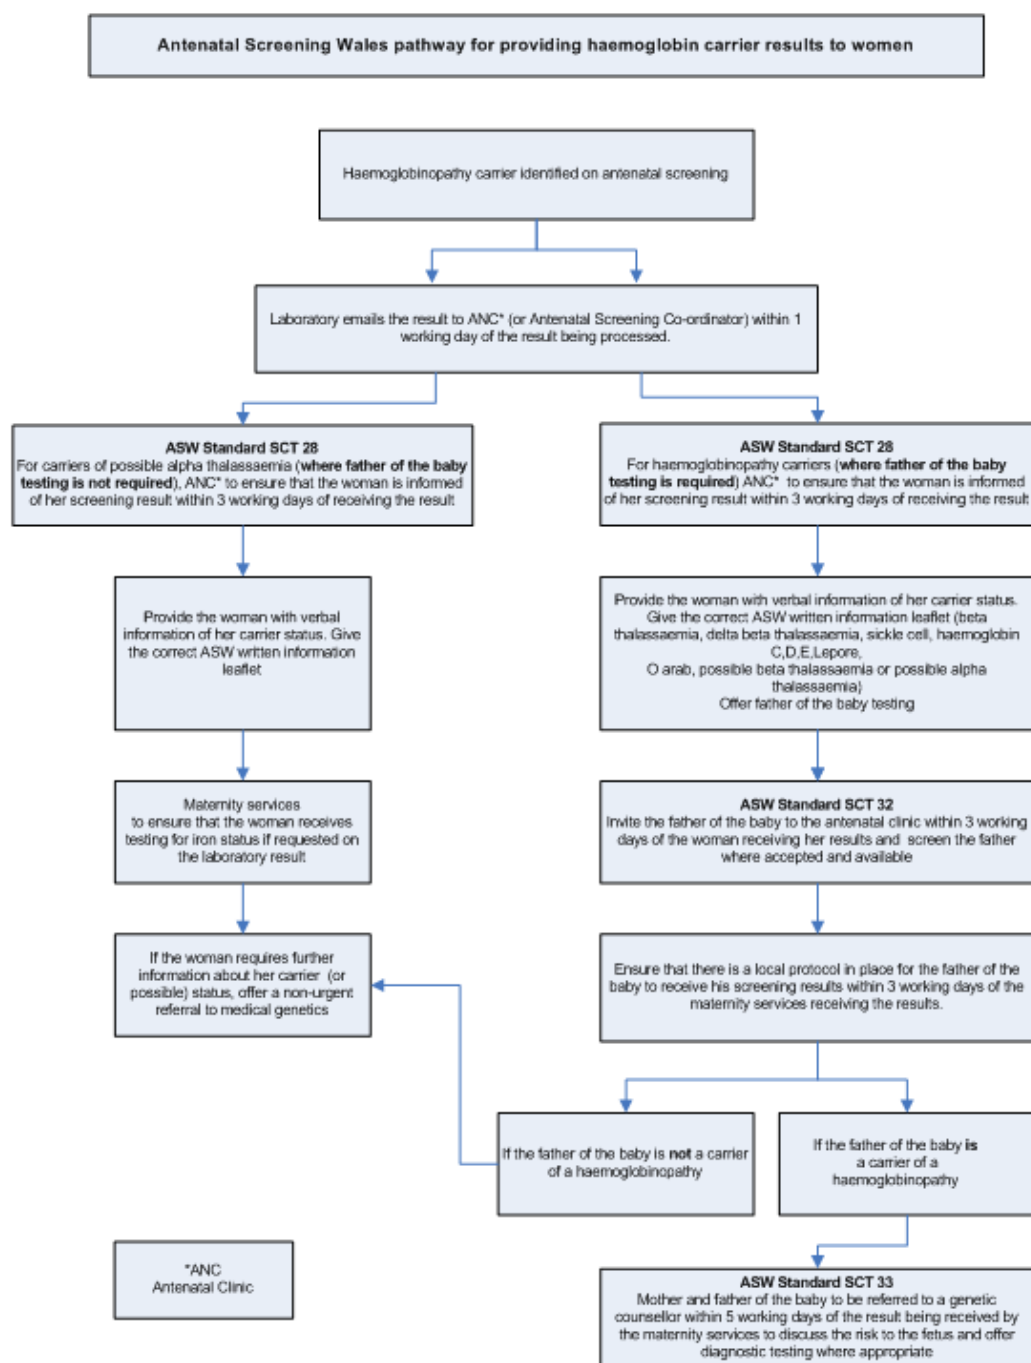 Antenatal Screening Wales pathway for providing haemoglobin carrier results to women
Haemoglobinopathy carrier identified on antenatal screening
Laboratory emails the result to ANC* (or Antenatal Screening Co-ordinator) within 1
working day of the result being processed.
ASW Standard SCT 28
For carriers of possible alpha thalassaemia (where father of the baby
testing is not required), ANC* to ensure that the woman is informed
of her screening result within 3 working days of receiving the result
ASW Standard SCT 28
For haemoglobinopathy carriers (where father of the baby
testing is required) ANC* to ensure that the woman is informed
of her screening result within 3 working days of receiving the result
Provide the woman with verbal
information of her carrier status. Give
the correct ASW written information
leaflet
Provide the woman with verbal information of her carrier status.
Give the correct ASW written information leaflet (beta
thalassaemia, delta beta thalassaemia, sickle cell, haemoglobin
C,D,E,Lepore,
O arab, possible beta thalassaemia or possible alpha
thalassaemia)
Offer father of the baby testing
Maternity services
to ensure that the woman receives
testing for iron status if requested on
the laboratory result
ASW Standard SCT 32
Invite the father of the baby to the antenatal clinic within 3 working
days of the woman receiving her results and screen the father
where accepted and available
If the woman requires further
information about her carrier (or
possible) status, offer a non-urgent
referral to medical genetics
Ensure that there is a local protocol in place for the father of the
baby to receive his screening results within 3 working days of the
maternity services receiving the results.
If the father of the baby is not a carrier
of a haemoglobinopathy
If the father of the baby is
a carrier of a
haemoglobinopathy
*ANC
Antenatal Clinic
ASW Standard SCT 33
Mother and father of the baby to be referred to a genetic
counsellor within 5 working days of the result being received by
the maternity services to discuss the risk to the fetus and offer
diagnostic testing where appropriate